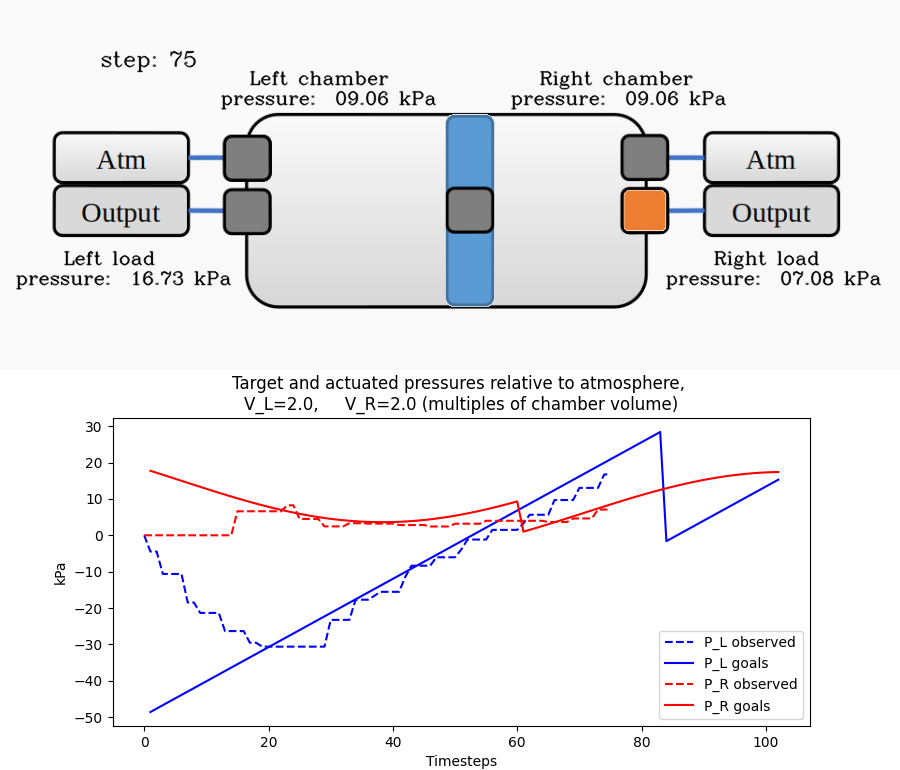 step: 75
Left chamber
pressure: 09.06 kPa
Right chamber
pressure: 09.06 kPa
Atm
Output
Atm
Output
Left load
pressure: 16.73 kPa
Right load
pressure: 07.08 kPa
Target and actuated pressures relative to atmosphere,
V_L=2.0, V_R=2.0 (multiples of chamber volume)
30
20
10
0
−10
−20
−30
−40
−50
kPa
0 20 40 60 80 100
Timesteps
P_L observed
P_L goals
P_R observed
P_R goals